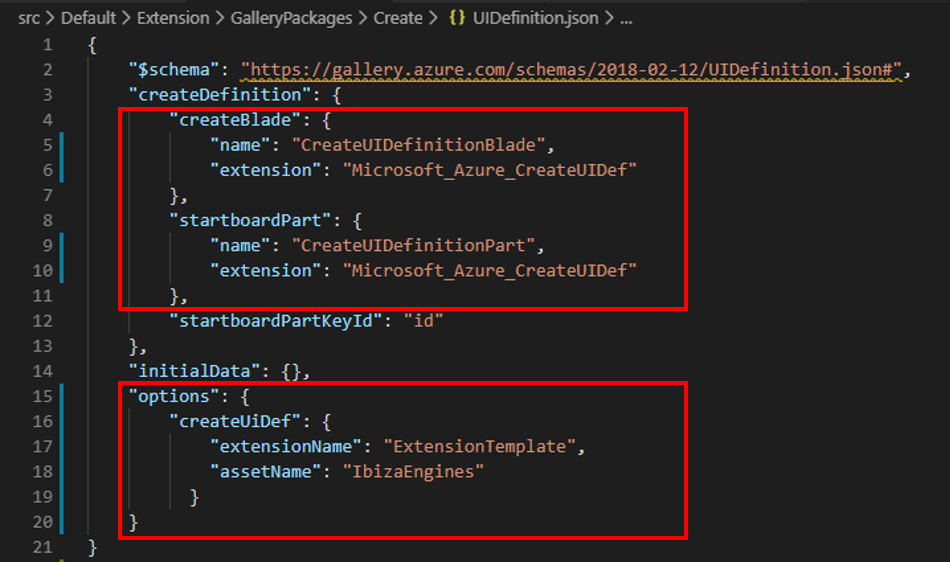 src > Default > Extension > GalleryPackages > Create > {} UIDefinition.json > ...
1 {
2 "$schema": "https://gallery.azure.com/schemas/2018-02-12/UIDefinition.json#",
3 "createDefinition": {
4 "createBlade": {
5 "name": "CreateUIDefinitionBlade",
6 "extension": "Microsoft_Azure_CreateUIDef"
7 },
8 "startboardPart": {
9 "name": "CreateUIDefinitionPart",
10 "extension": "Microsoft_Azure_CreateUIDef"
11 },
12 "startboardPartKeyId": "id"
13 },
14 "initialData": {},
15 "options": {
16 "createUiDef": {
17 "extensionName": "ExtensionTemplate",
18 "assetName": "IbizaEngines"
19 }
20 }
21 }